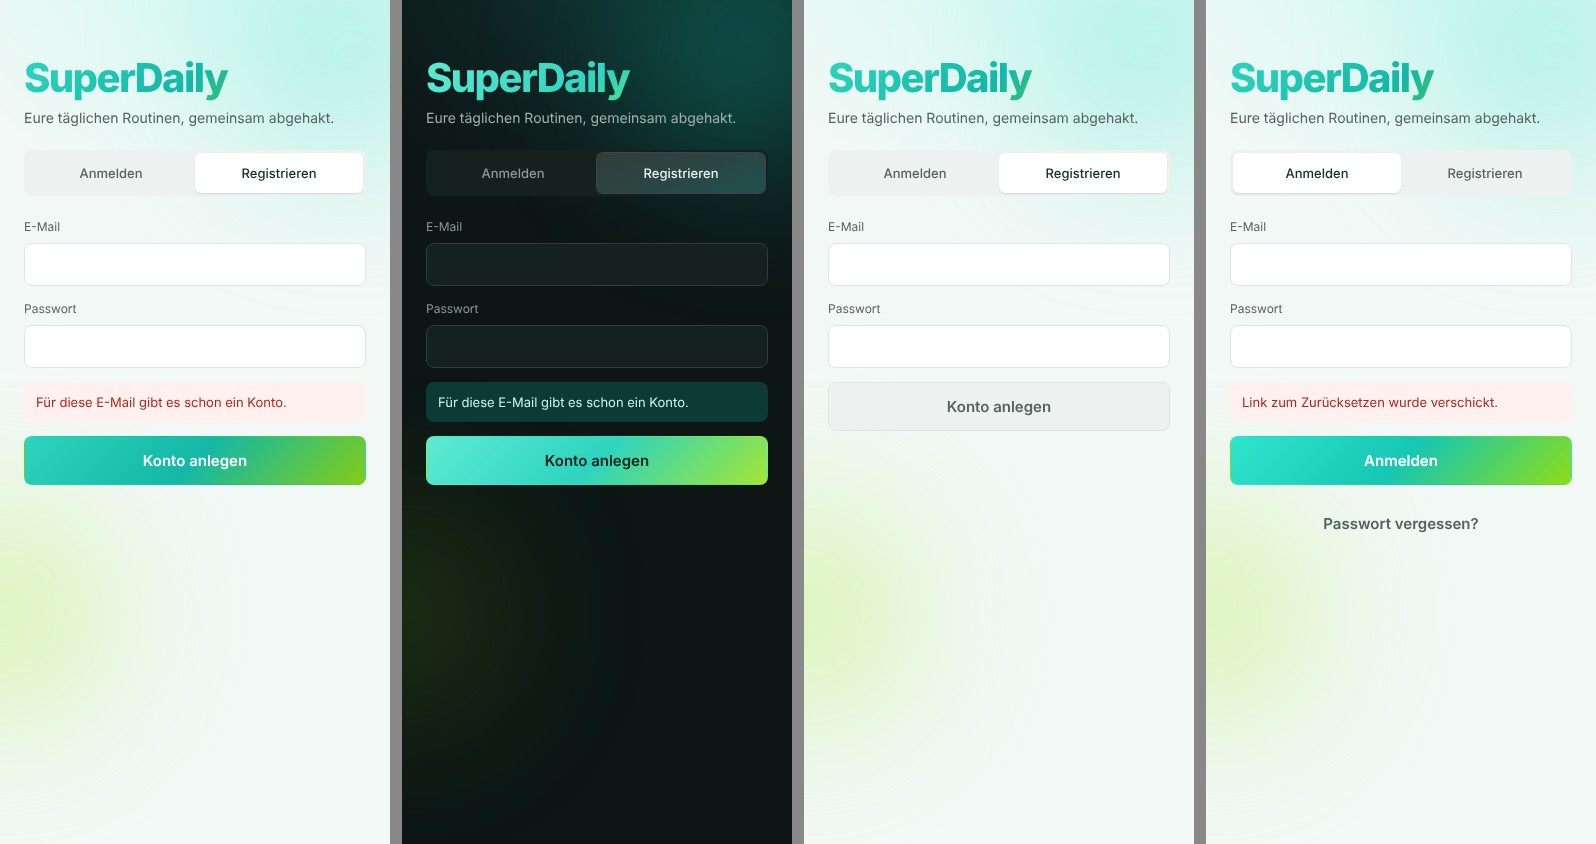 SuperDaily
Eure täglichen Routinen, gemeinsam abgehakt.
Anmelden Registrieren
E-Mail
Passwort
Für diese E-Mail gibt es schon ein Konto.
Konto anlegen
SuperDaily
Eure täglichen Routinen, gemeinsam abgehakt.
Anmelden Registrieren
E-Mail
Passwort
Für diese E-Mail gibt es schon ein Konto.
Konto anlegen
SuperDaily
Eure täglichen Routinen, gemeinsam abgehakt.
Anmelden Registrieren
E-Mail
Passwort
Konto anlegen
SuperDaily
Eure täglichen Routinen, gemeinsam abgehakt.
Anmelden Registrieren
E-Mail
Passwort
Link zum Zurücksetzen wurde verschickt.
Anmelden
Passwort vergessen?